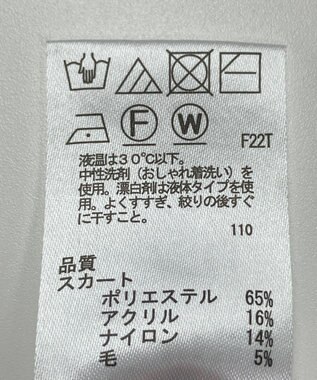 F W F22T
液温は30℃以下。
中性洗剤（おしゃれ着洗い）を
使用。漂白剤は液体タイプを使
用。よくすすぎ、絞りの後すぐ
に干すこと。
110
品質
スカート
ポリエステル 65%
アクリル 16%
ナイロン 14%
毛 5%